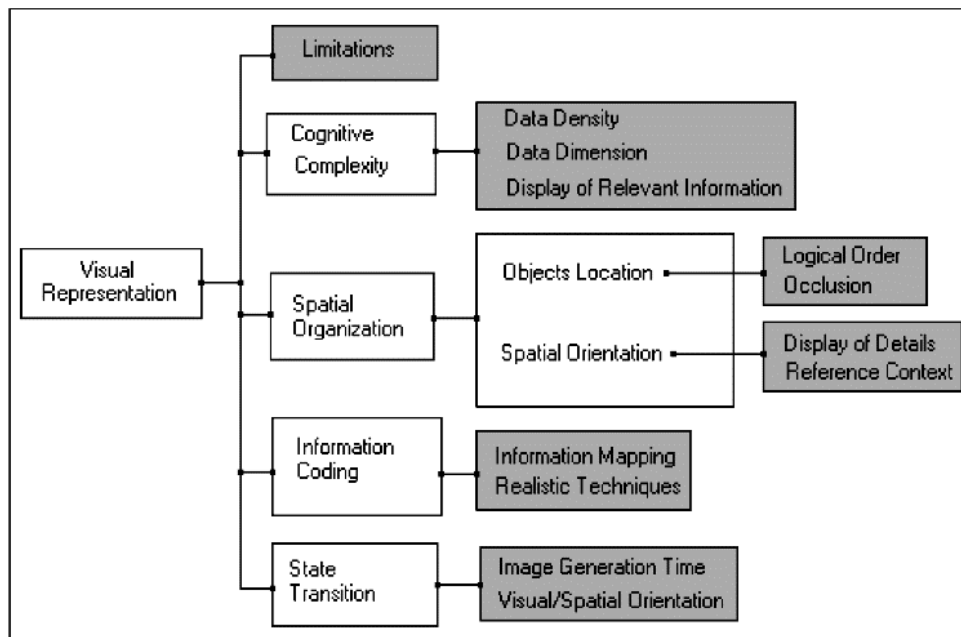 Limitations
Cognitive
Complexity
Data Density
Data Dimension
Display of Relevant Information
Visual
Representation
Spatial
Organization
Objects Location
Spatial Orientation
Logical Order
Occlusion
Display of Details
Reference Context
Information
Coding
Information Mapping
Realistic Techniques
State
Transition
Image Generation Time
Visual/Spatial Orientation